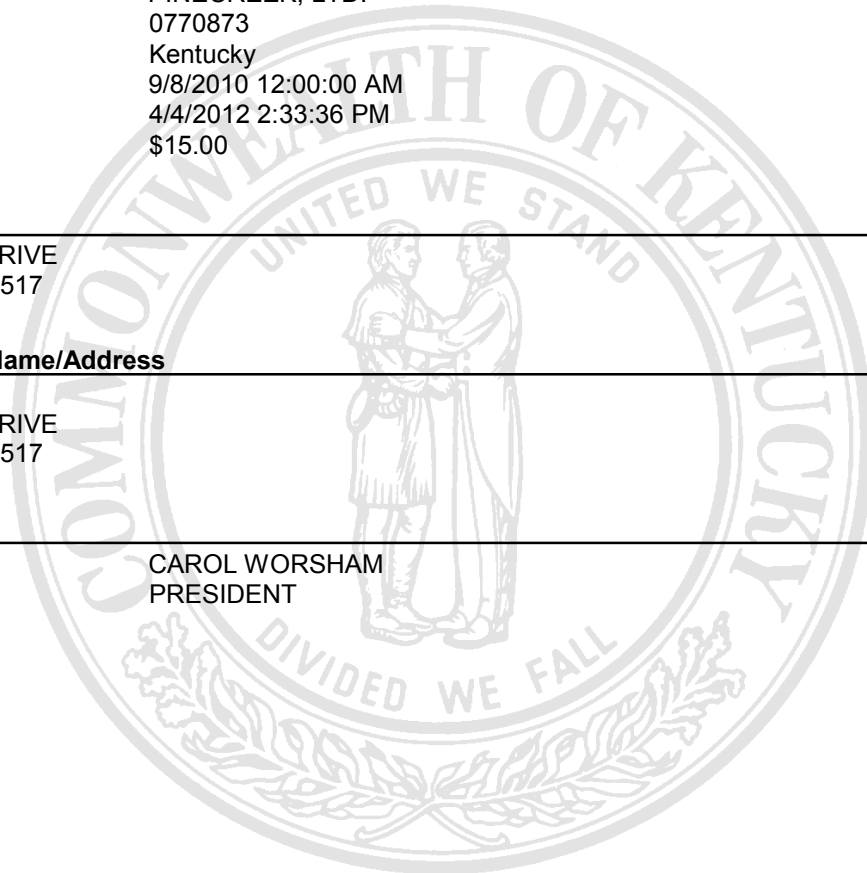 0770873
Kentucky
9/8/2010 12:00:00 AM
4/4/2012 2:33:36 PM
$15.00
RIVE
517
lame/Address
RIVE
517
CAROL WORSHAM
PRESIDENT
COMMONWEALTH OF KENTUCKY
UNITED WE STAND
DIVIDED WE FALL